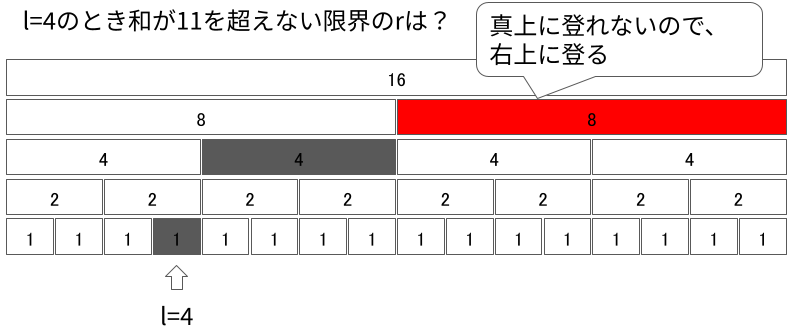 l=4のとき和が11を超えない限界のrは？
真上に登れないので、
右上に登る
16
8 8
4 4 4 4
2 2 2 2 2 2 2 2
1 1 1 1 1 1 1 1 1 1 1 1 1 1 1 1
l=4